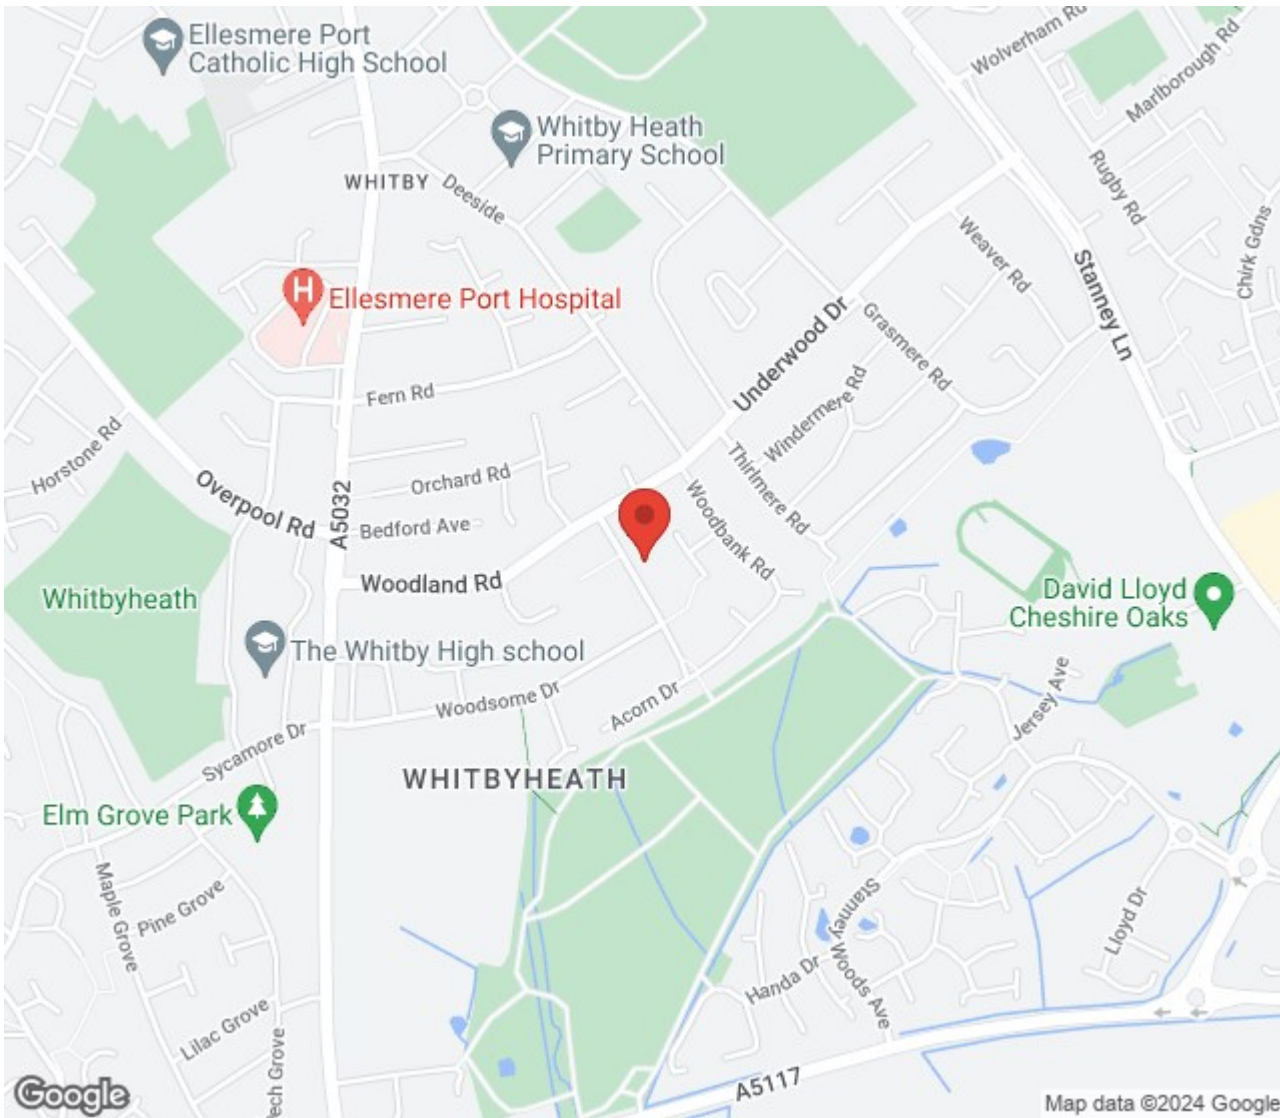 Ellesmere Port
Catholic High School
Wolverham Rd
Marlborough Rd
Whitby Heath
Primary School
WHITBY
Deeside
Rugby Rd
Chirk Gdns
Weaver Rd
Stanney Ln
H
Ellesmere Port Hospital
Underwood Dr
Grasmere Rd
Fern Rd
Windermere Rd
Horstone Rd
Overpool Rd
A5032
Orchard Rd
Bedford Ave
Thirlmere Rd
Woodbank Rd
Woodland Rd
Whitbyheath
David Lloyd
Cheshire Oaks
The Whitby High school
Woodsome Dr
Acorn Dr
Jersey Ave
Sycamore Dr
WHITBYHEATH
Elm Grove Park
Maple Grove
Pine Grove
Stanney Woods Ave
Lloyd Dr
Handa Dr
Lilac Grove
ech Grove
A5117
Google
Map data ©2024 Google